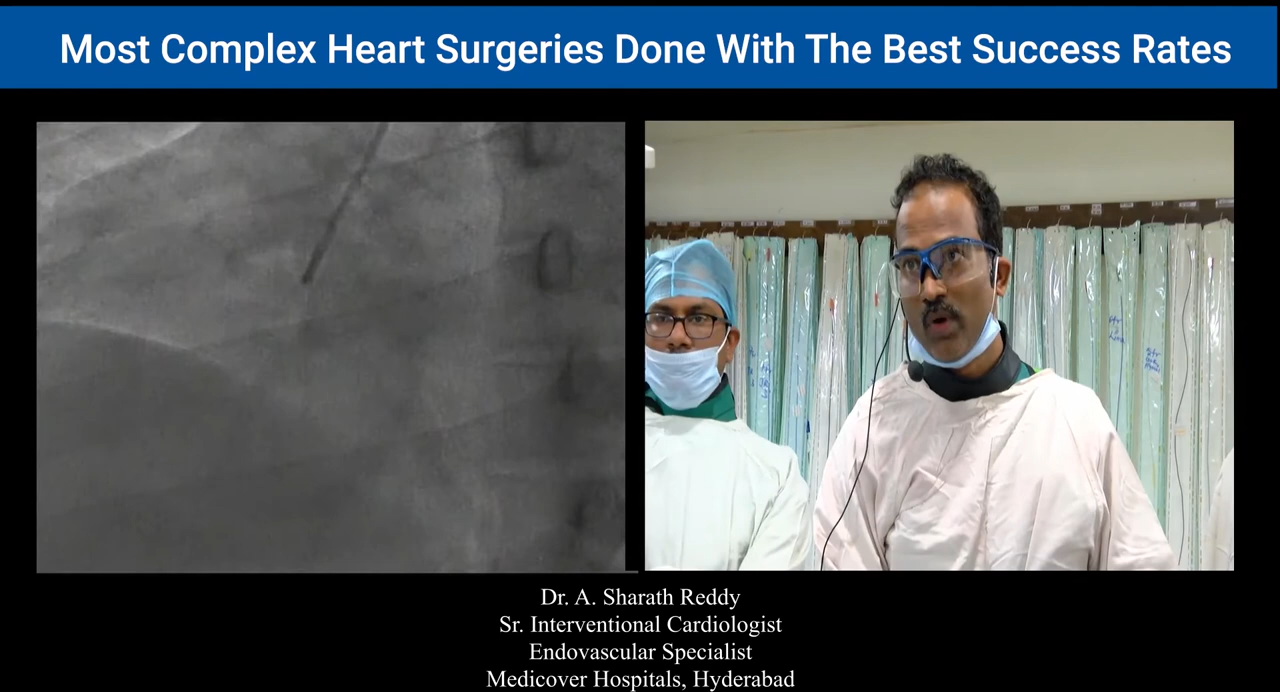 Most Complex Heart Surgeries Done With The Best Success Rates
Dr. A. Sharath Reddy
Sr. Interventional Cardiologist
Endovascular Specialist
Medicover Hospitals, Hyderabad